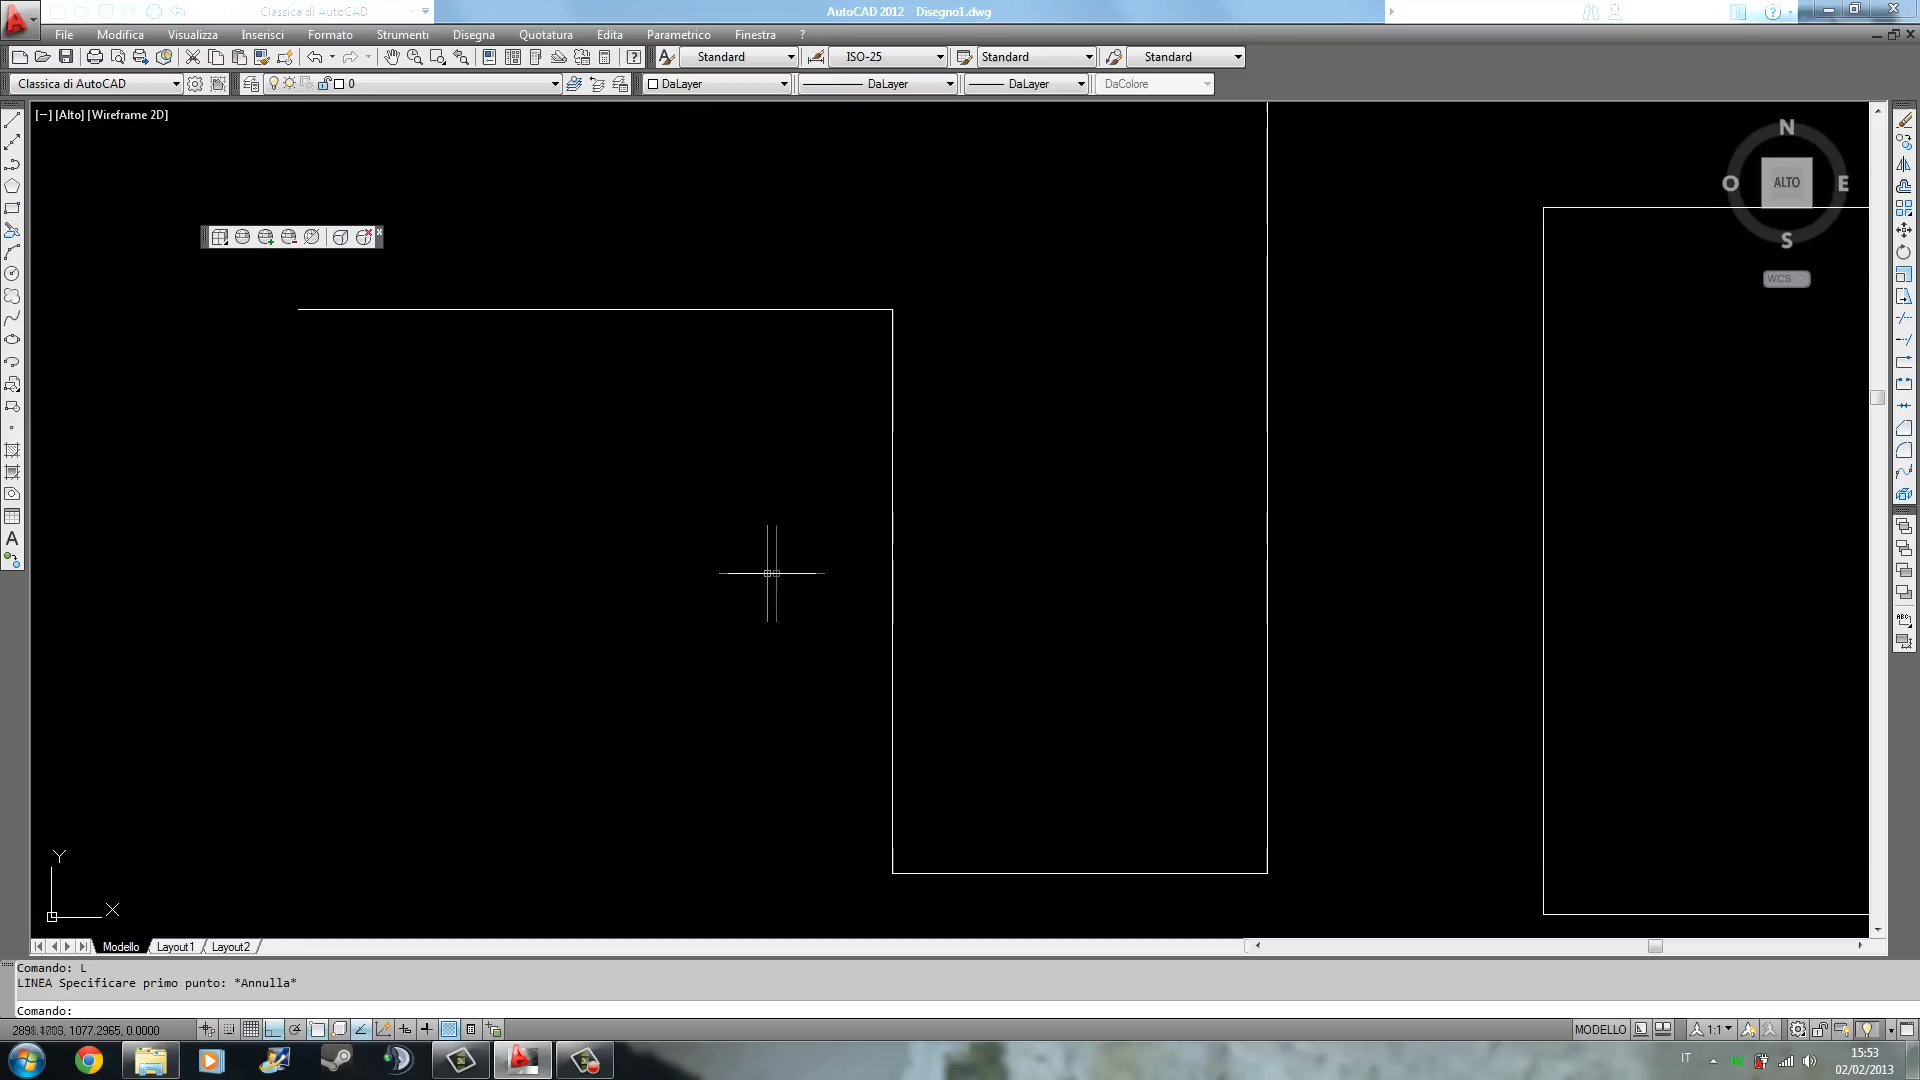 Classica di AutoCAD
AutoCAD 2012 Disegno1.dwg
File Modifica Visualizza Inserisci Formato Strumenti Disegna Quotatura Edita Parametrico Finestra ?
Standard ISO-25 Standard Standard
Classica di AutoCAD 0 DaLayer DaLayer DaLayer DaColore
[−] [Alto] [Wireframe 2D]
N
O ALTO E
S
WCS
A
Y
X
Modello Layout1 Layout2
Comando: L
LINEA Specificare primo punto: *Annulla*
Comando:
1077.2965, 0.0000
MODELLO 1:1
IT
15:53
02/02/2013